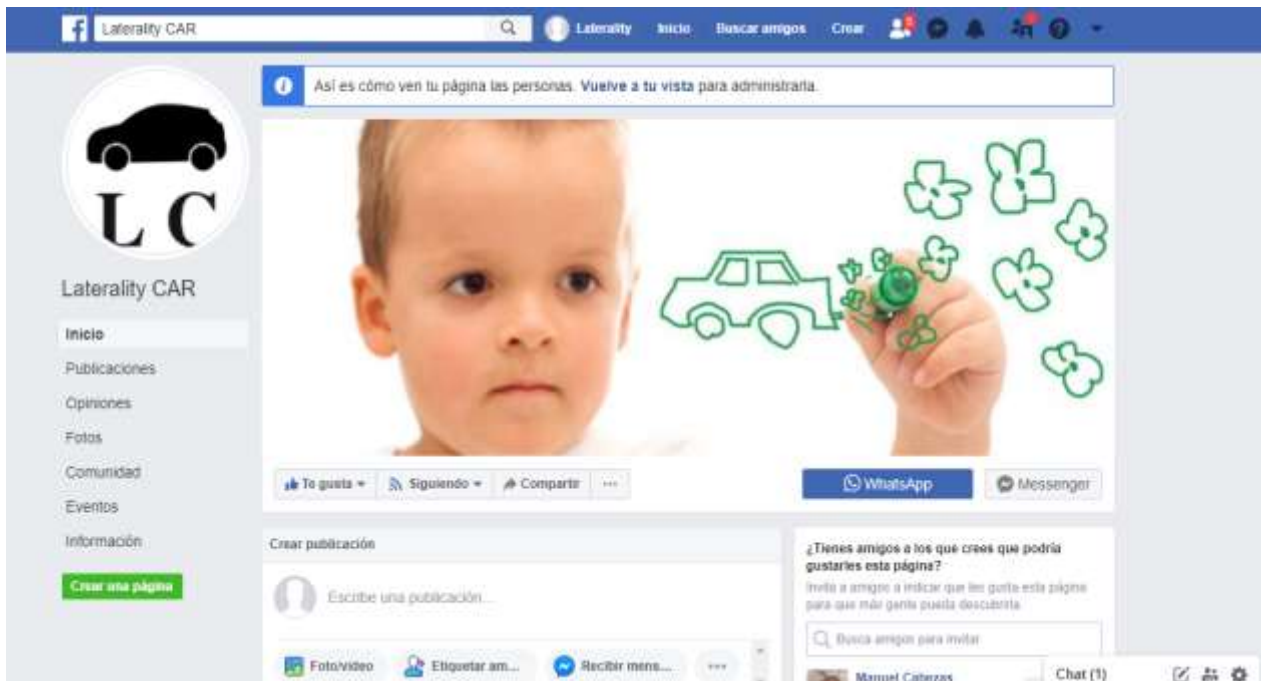 Laterality CAR
Laterality Inicio Buscar amigos Crear
Así es cómo ven tu página las personas. Vuelve a tu vista para administrarla.
L C
Laterality CAR
Inicio
Publicaciones
Opiniones
Fotos
Comunidad
Eventos
Información
Crear una página
Te gusta Siguiendo Compartir ...
WhatsApp Messenger
Crear publicación
Escribe una publicación...
Foto/video Etiquetar am... Recibir mens... ...
¿Tienes amigos a los que crees que podría
gustarles esta página?
Invita a amigos a indicar que les gusta esta página
para que más gente pueda descubrirla.
Busca amigos para invitar
Manuel Cabezas
Chat (1)